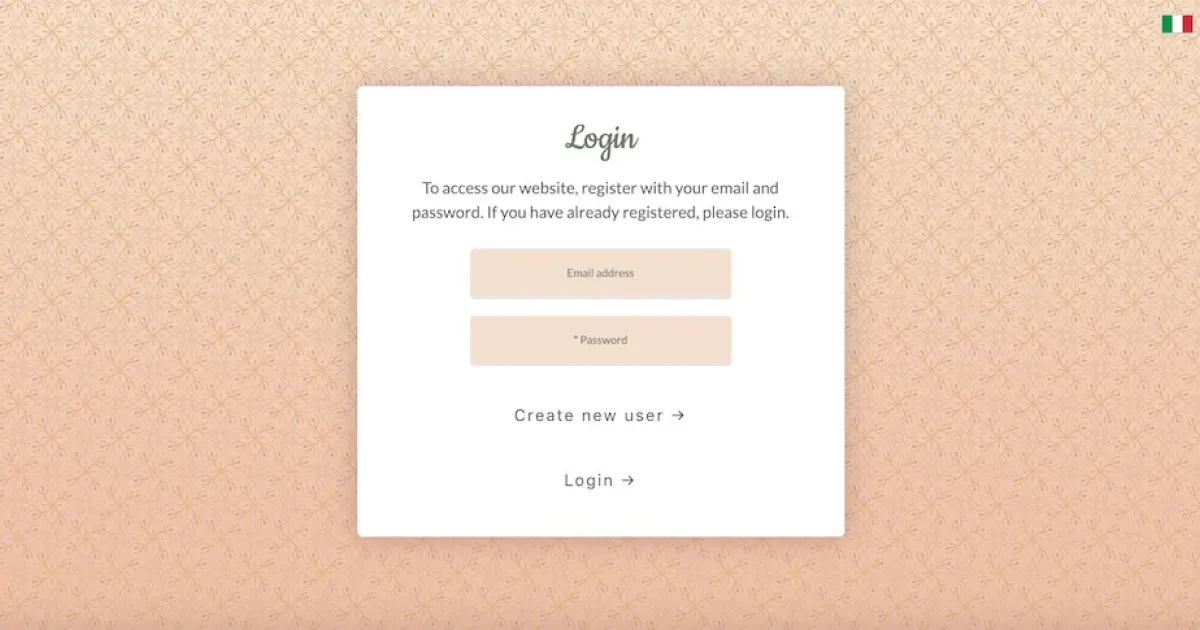 Login
To access our website, register with your email and
password. If you have already registered, please login.
Email address
* Password
Create new user →
Login →